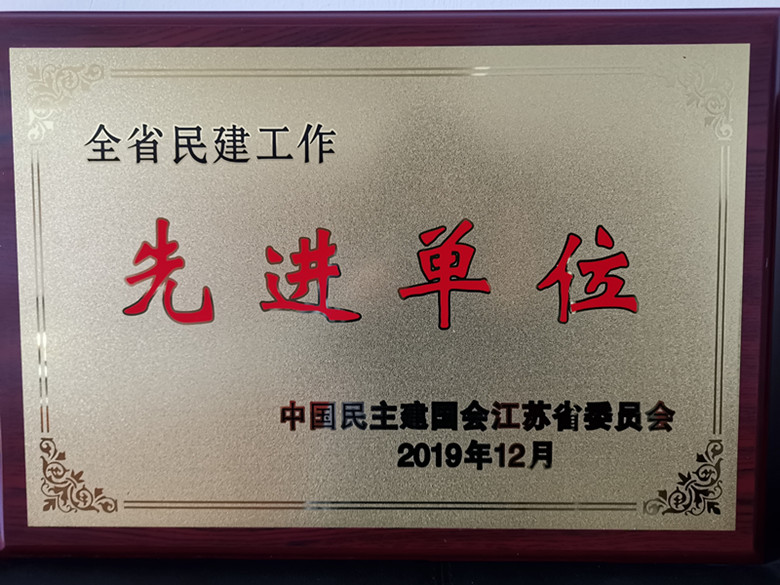 全省民建工作
先进单位
中国民主建国会江苏省委员会
2019年12月